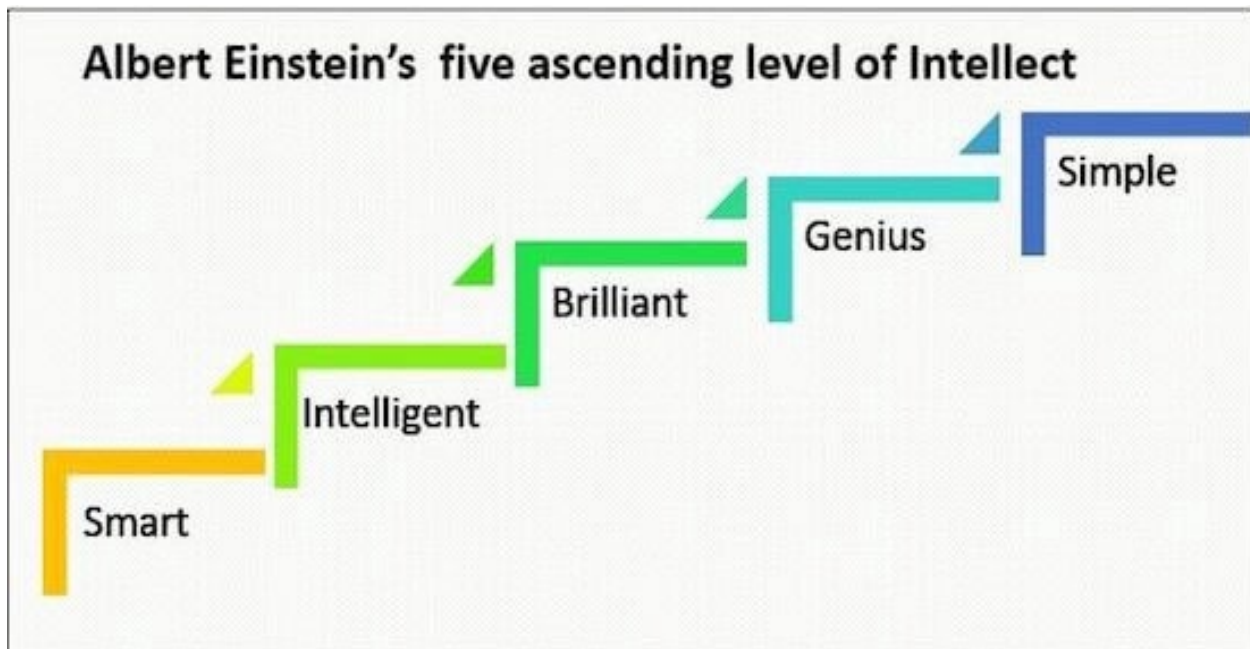 Albert Einstein’s  five ascending level of Intellect
Simple
Genius
Brilliant
Intelligent
Smart